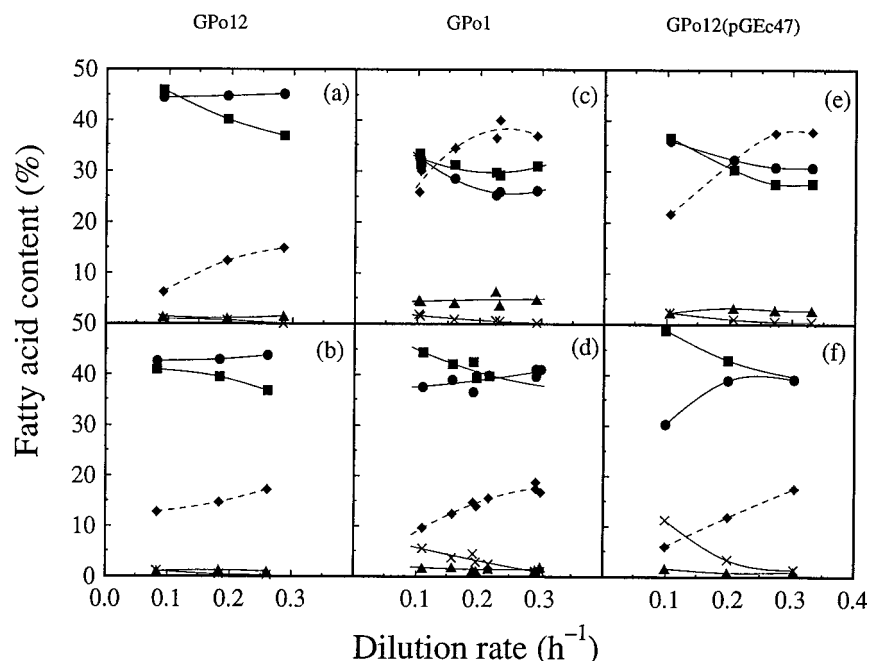 GPo12 GPo1 GPo12(pGEc47)
50 (a) (c) (e)
40
30
20
10
50 (b) (d) (f)
40
30
20
10
0
0.0 0.1 0.2 0.3 0.1 0.2 0.3 0.1 0.2 0.3 0.4
Fatty acid content (%)
Dilution rate (h⁻¹)